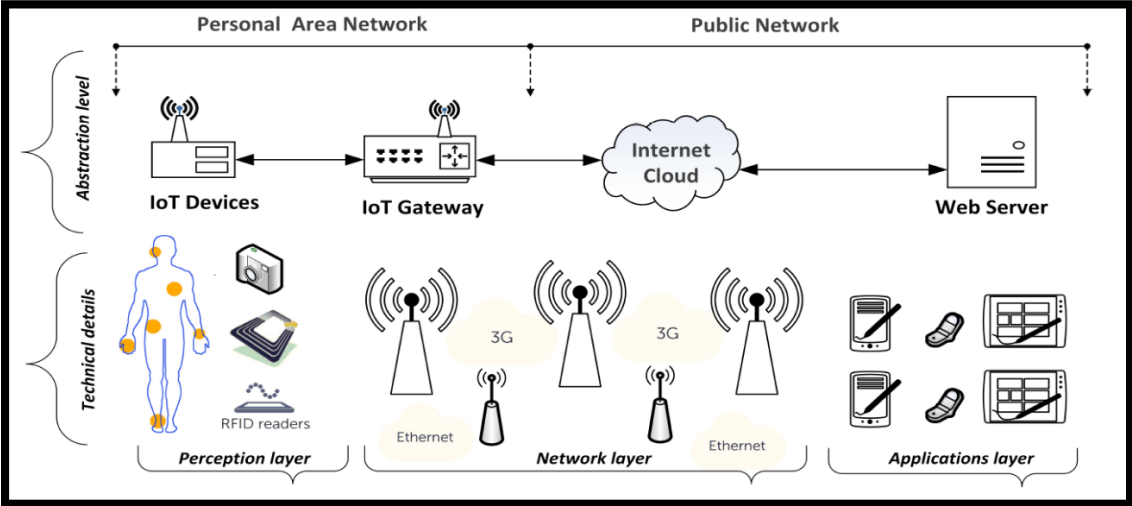 Personal Area Network
Public Network
Abstraction level
Internet
Cloud
IoT Devices
IoT Gateway
Web Server
Technical details
3G
3G
RFID readers
Ethernet
Ethernet
Perception layer
Network layer
Applications layer